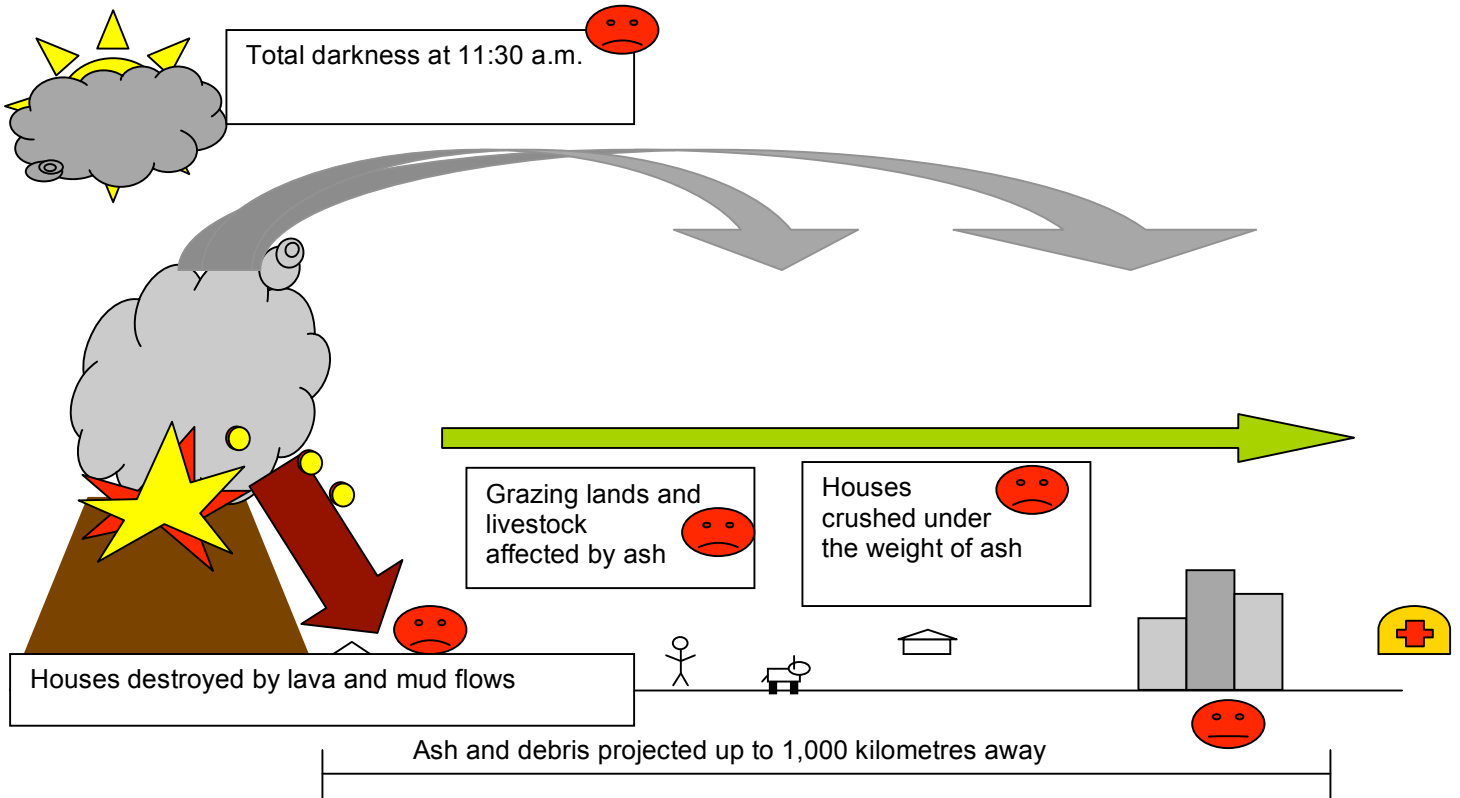 Total darkness at 11:30 a.m.
Grazing lands and
livestock
affected by ash
Houses
crushed under
the weight of ash
Houses destroyed by lava and mud flows
Ash and debris projected up to 1,000 kilometres away